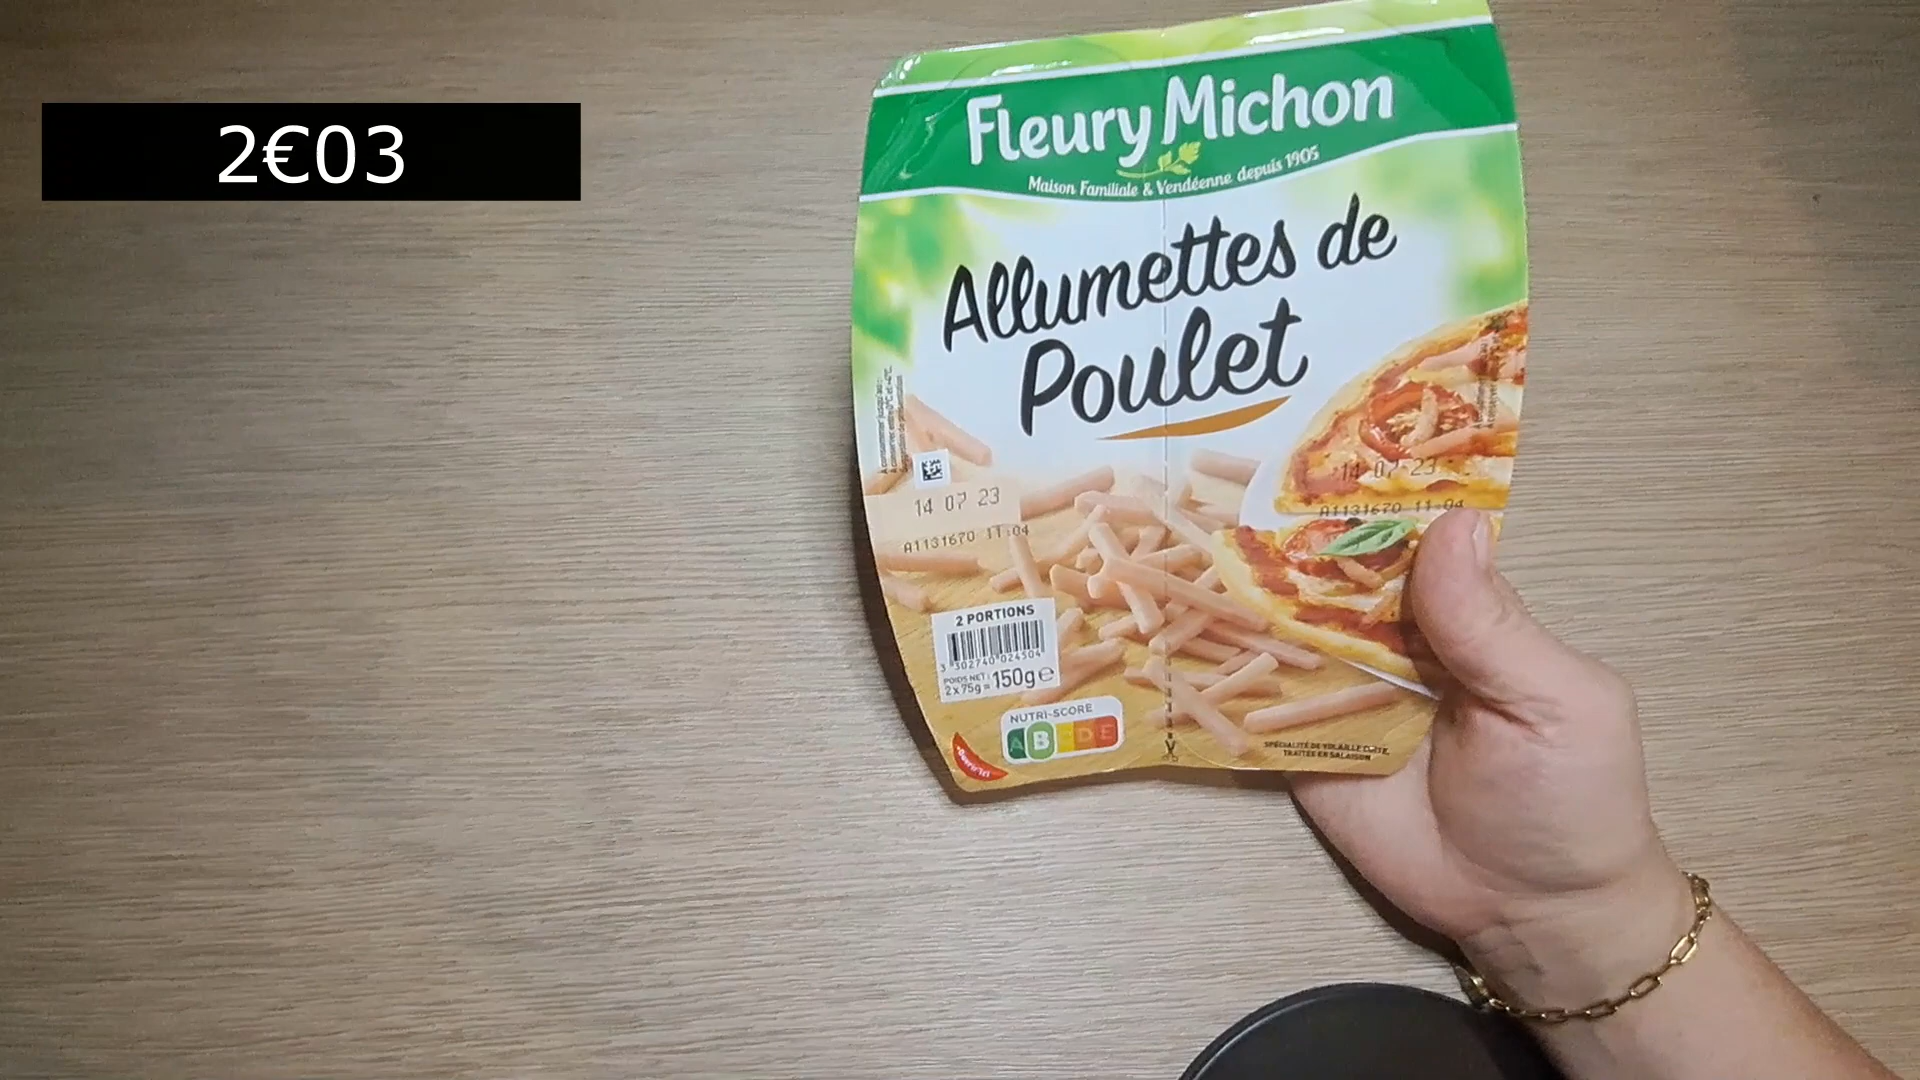 2€03
Fleury Michon
Maison Familiale & Vendéenne depuis 1905
Allumettes de
Poulet
14 07 23
A1131670 11:04
14 07 23
A1131670 11:04
2 PORTIONS
3 302740 024504
POIDS NET :
2x75g = 150g e
NUTRI-SCORE
A B D E
SPÉCIALITÉ DE VOLAILLE CUITE,
TRAITÉE EN SALAISON